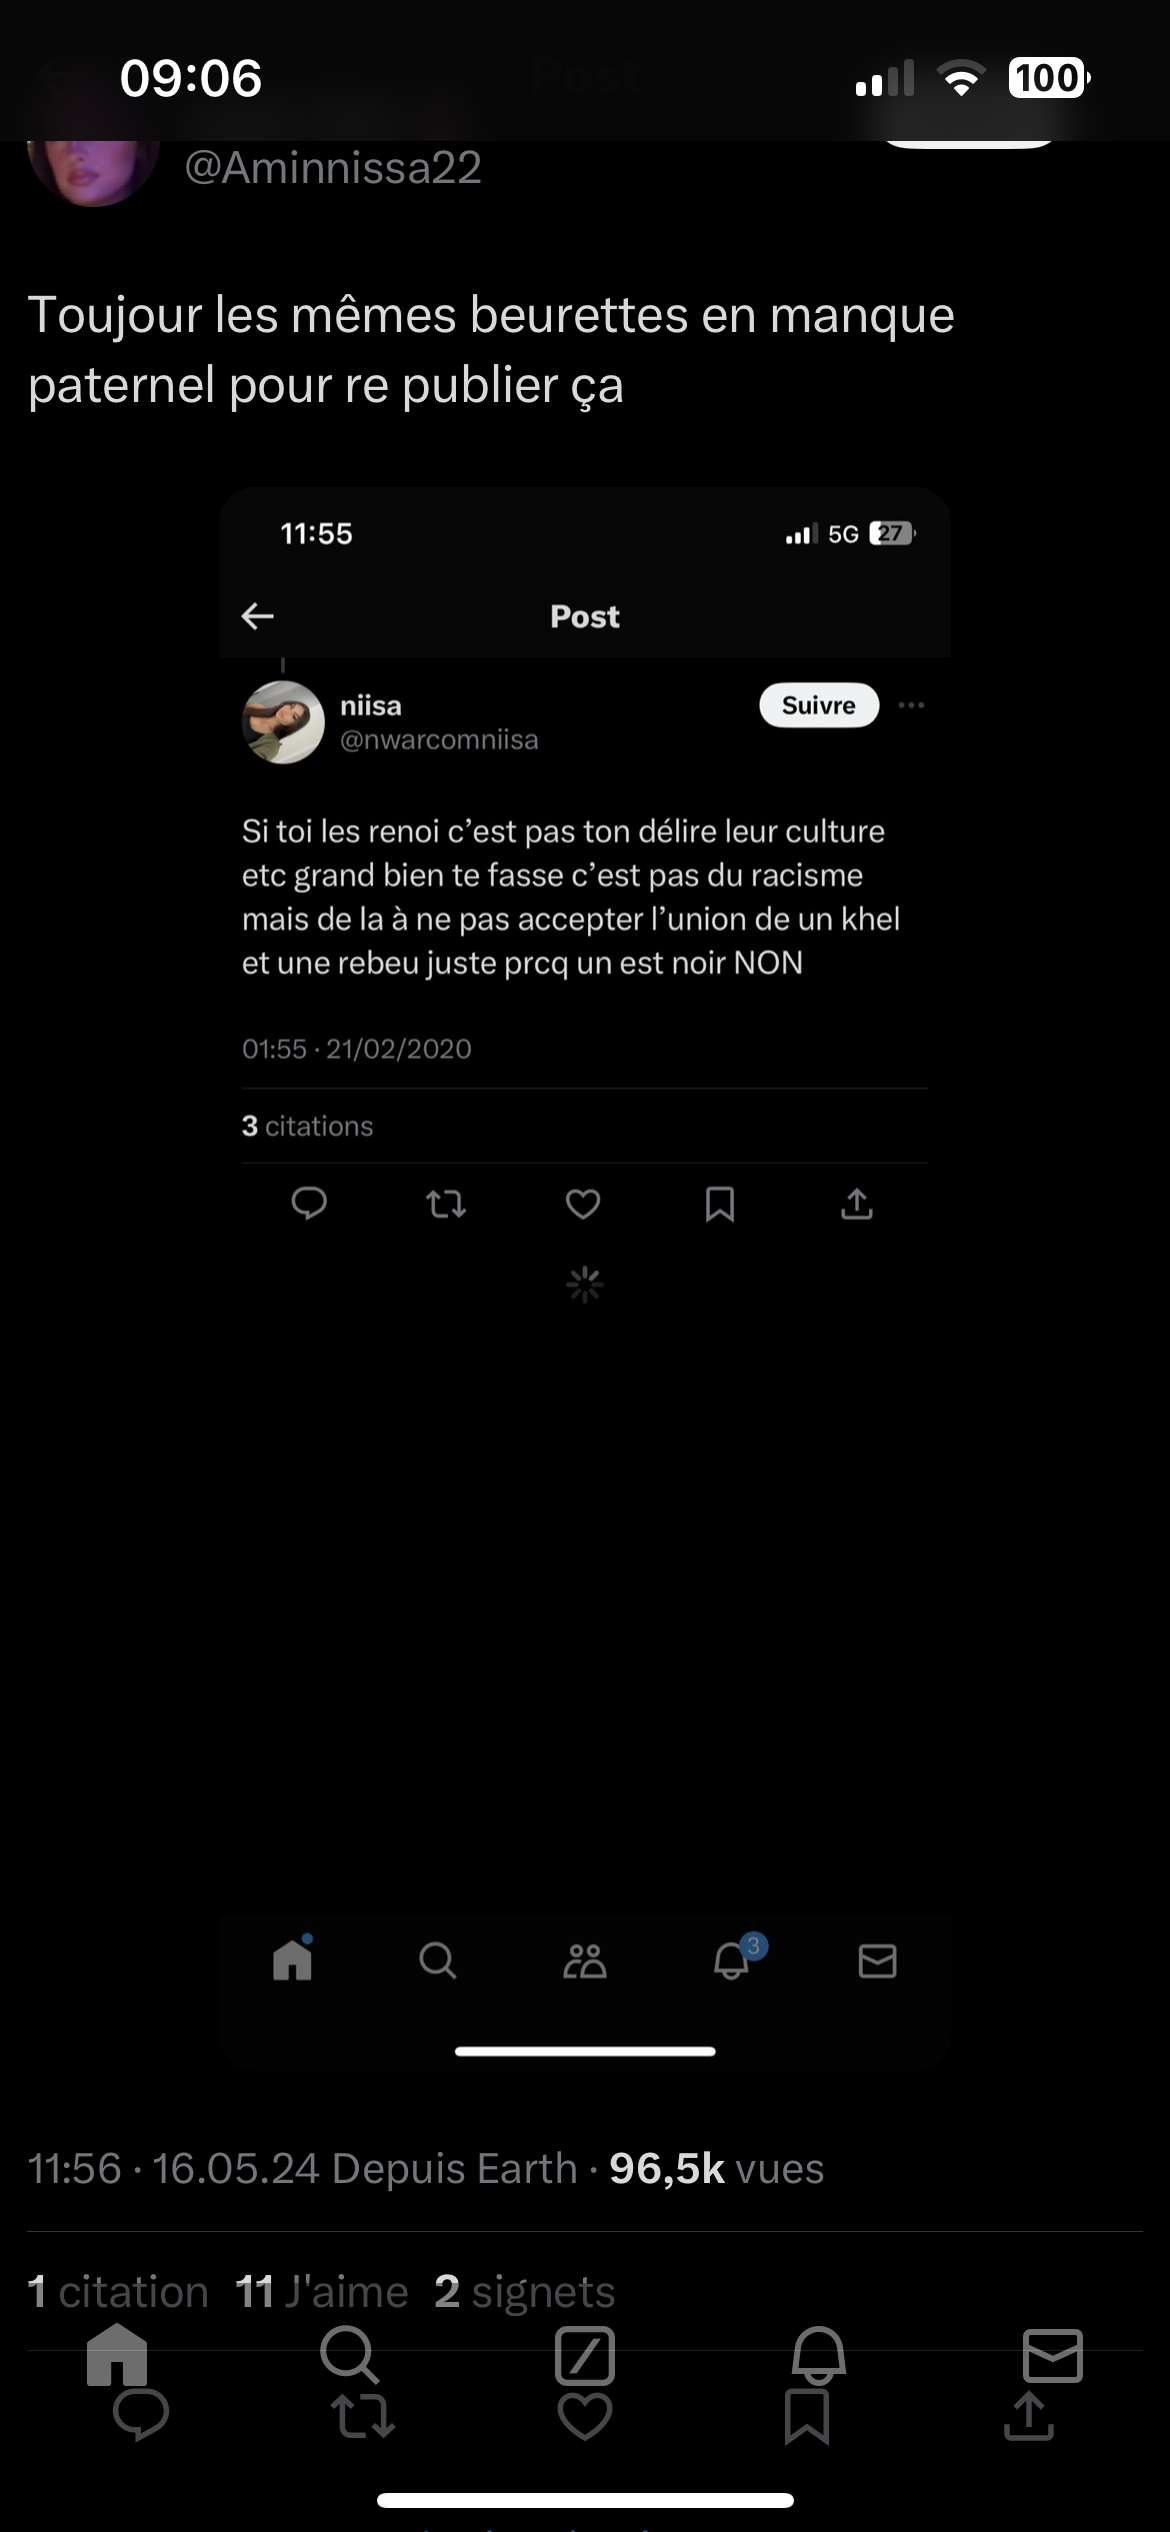 09:06
100
Post
@Aminnissa22
Toujour les mêmes beurettes en manque
paternel pour re publier ça
11:55
5G 27
Post
niisa
@nwarcomniisa
Suivre
Si toi les renoi c’est pas ton délire leur culture
etc grand bien te fasse c’est pas du racisme
mais de la à ne pas accepter l’union de un khel
et une rebeu juste prcq un est noir NON
01:55 · 21/02/2020
3 citations
3
11:56 · 16.05.24 Depuis Earth · 96,5k vues
1 citation 11 J'aime 2 signets